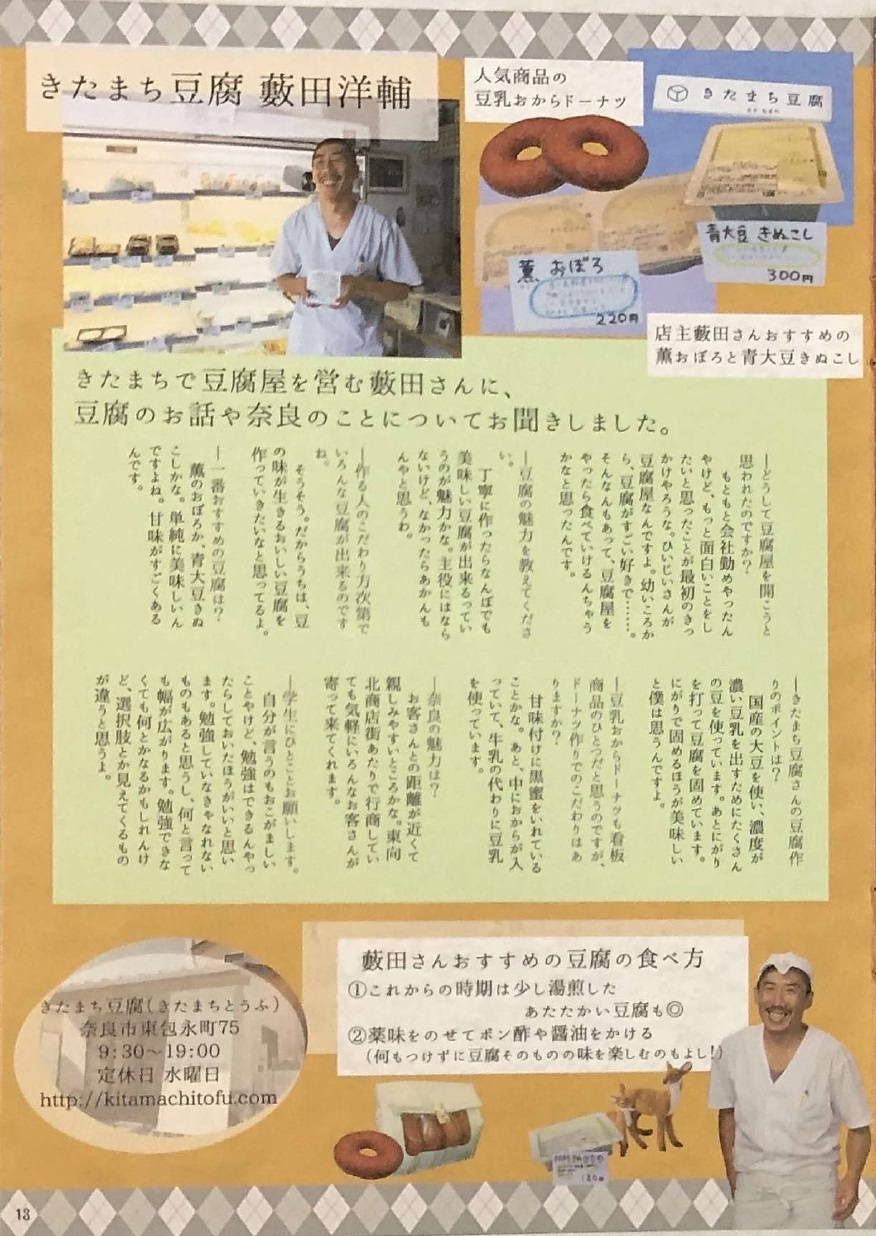 きたまち豆腐 藪田洋輔
人気商品の
豆乳おからドーナツ
きたまち豆腐
青大豆 きぬこし
300円
薫 おぼろ
220円
店主藪田さんおすすめの
薫おぼろと青大豆きぬこし
きたまちで豆腐屋を営む藪田さんに、
豆腐のお話や奈良のことについてお聞きしました。
―どうして豆腐屋を開こうと
思われたのですか？
もともと会社勤めやったん
やけど、もっと面白いことをし
たいと思ったことが最初のきっ
かけやろうな。ひいじいさんが
豆腐屋なんですよ。幼いころか
ら、豆腐がすごい好きで……。
そんなんもあって、豆腐屋を
やったら食べていけるんちゃう
かなと思ったんです。
―豆腐の魅力を教えてくださ
い。
丁寧に作ったらなんぼでも
美味しい豆腐が出来るってい
うのが魅力かな。主役にはなら
ないけど、なかったらあかんも
んやと思うわ。
―作る人のこだわり方次第で
いろんな豆腐が出来るのです
ね。
そうそう。だからうちは、豆
の味が生きるおいしい豆腐を
作っていきたいなと思ってるよ。
―一番おすすめの豆腐は？
薫のおぼろか、青大豆きぬ
こしかな。単純に美味しいん
ですよね。甘味がすごくある
んです。
―きたまち豆腐さんの豆腐作
りのポイントは？
国産の大豆を使い、濃度が
濃い豆乳を出すためにたくさん
の豆を使っています。あとにがり
を打って豆腐を固めています。
にがりで固めるほうが美味しい
と僕は思うんですよ。
―豆乳おからドーナツも看板
商品のひとつだと思うのですが、
ドーナツ作りでのこだわりはあ
りますか？
甘味付けに黒蜜をいれている
ことかな。あと、中におからが入
っていて、牛乳の代わりに豆乳
を使っています。
―奈良の魅力は？
お客さんとの距離が近くて
親しみやすいところかな。東向
北商店街あたりで行商してい
ても気軽にいろんなお客さんが
寄って来てくれます。
―学生にひとことお願いします。
自分が言うのもおこがましい
ことやけど、勉強はできるんやっ
たらしておいたほうがいいと思い
ます。勉強していなきゃなれない
ものもあると思うし、何と言って
も幅が広がります。勉強できな
くても何とかなるかもしれんけ
ど、選択肢とか見えてくるもの
が違うと思うよ。
藪田さんおすすめの豆腐の食べ方
①これからの時期は少し湯煎した
あたたかい豆腐も◎
②薬味をのせてポン酢や醤油をかける
(何もつけずに豆腐そのものの味を楽しむのもよし!)
きたまち豆腐(きたまちとうふ)
奈良市東包永町75
9:30～19:00
定休日 水曜日
http://kitamachitofu.com
180円
13